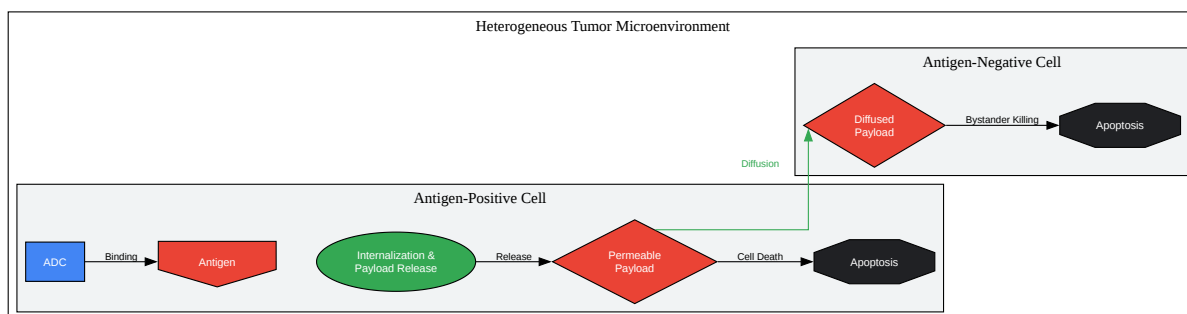 Heterogeneous Tumor Microenvironment
Antigen-Negative Cell
Diffused
Payload
Bystander Killing
Apoptosis
Diffusion
Antigen-Positive Cell
ADC
Binding
Antigen
Internalization &
Payload Release
Release
Permeable
Payload
Cell Death
Apoptosis